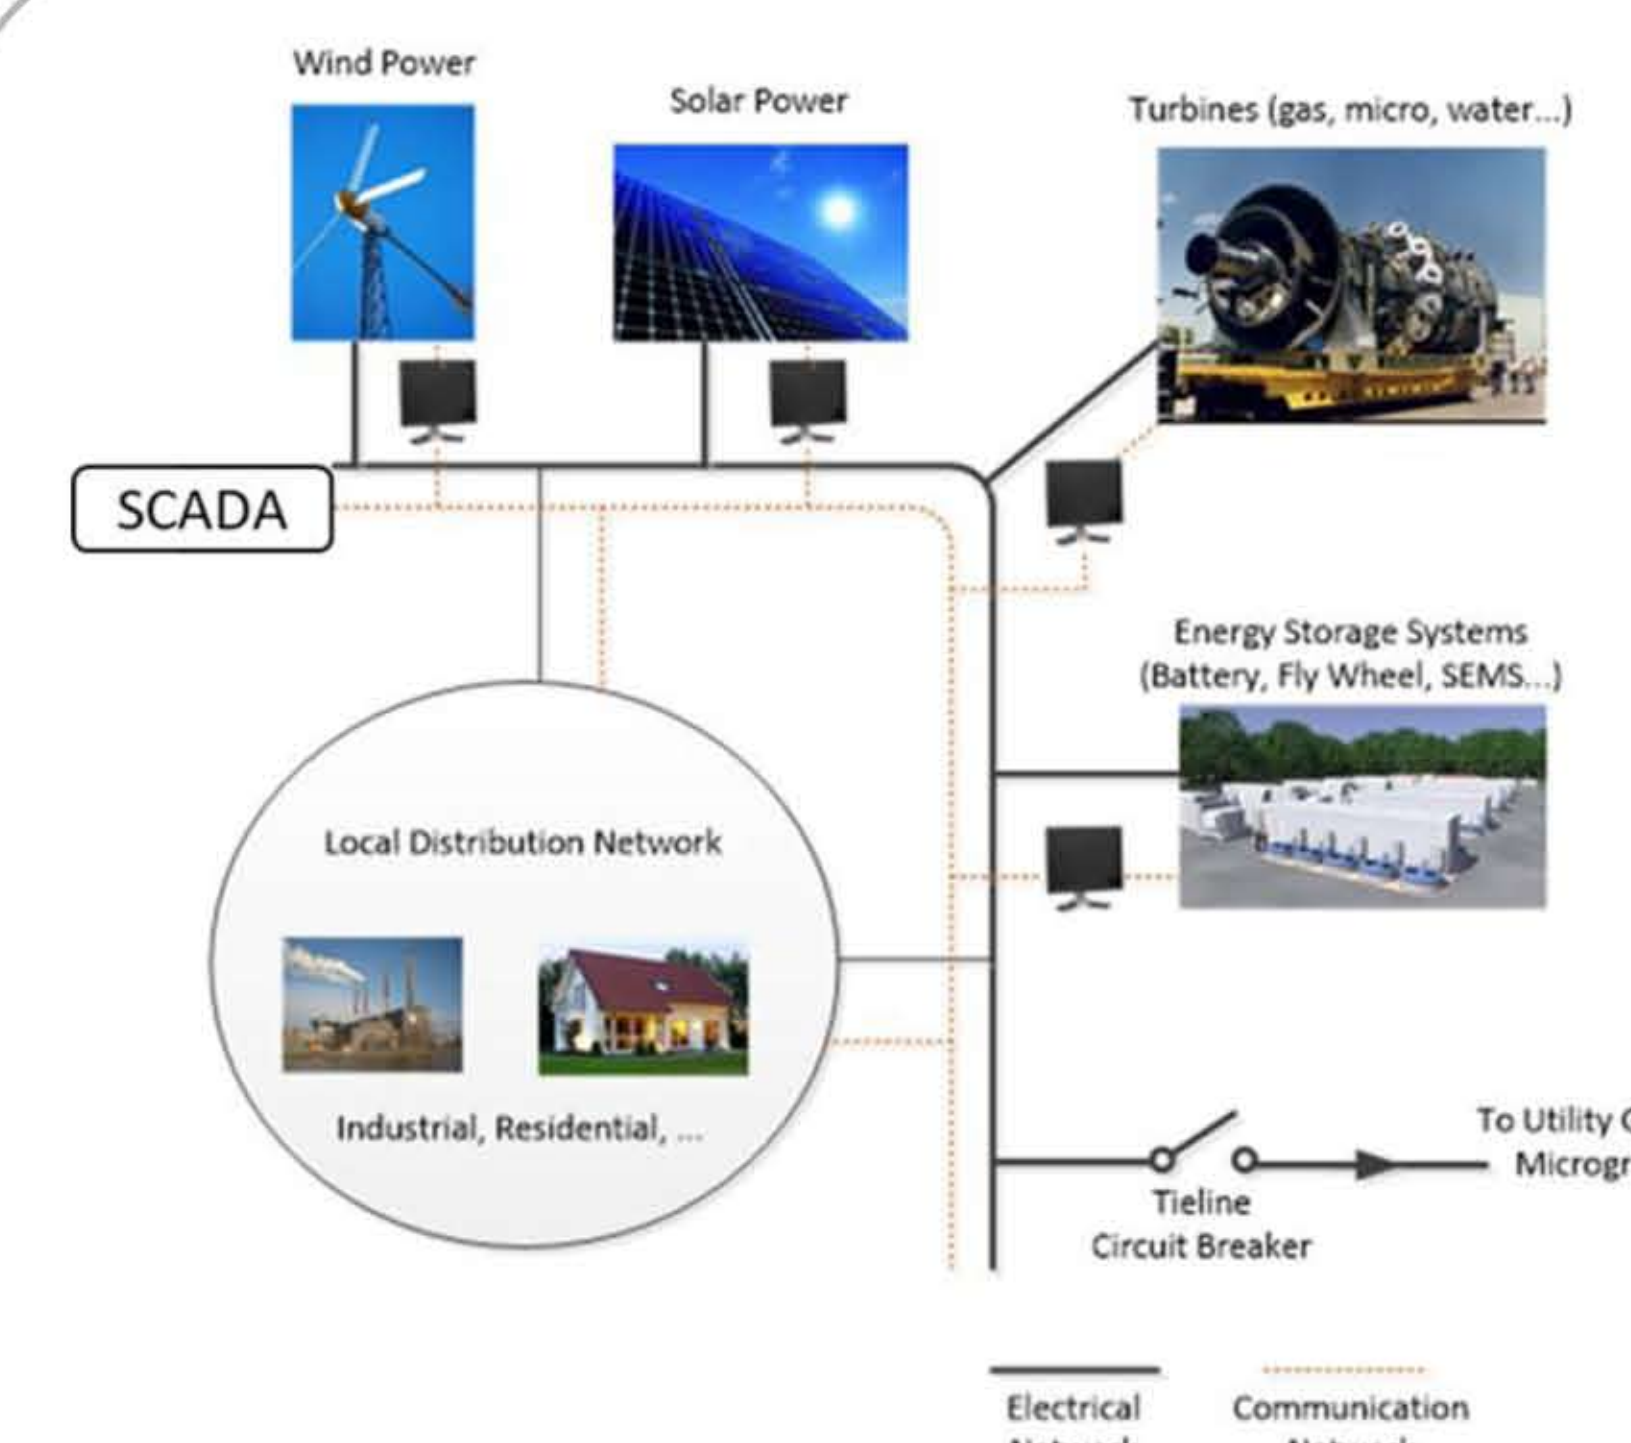 Wind Power
Solar Power
Turbines (gas, micro, water...)
SCADA
Energy Storage Systems
(Battery, Fly Wheel, SEMS...)
Local Distribution Network
Industrial, Residential, ...
To Utility
Tieline
Circuit Breaker
Electrical
Communication